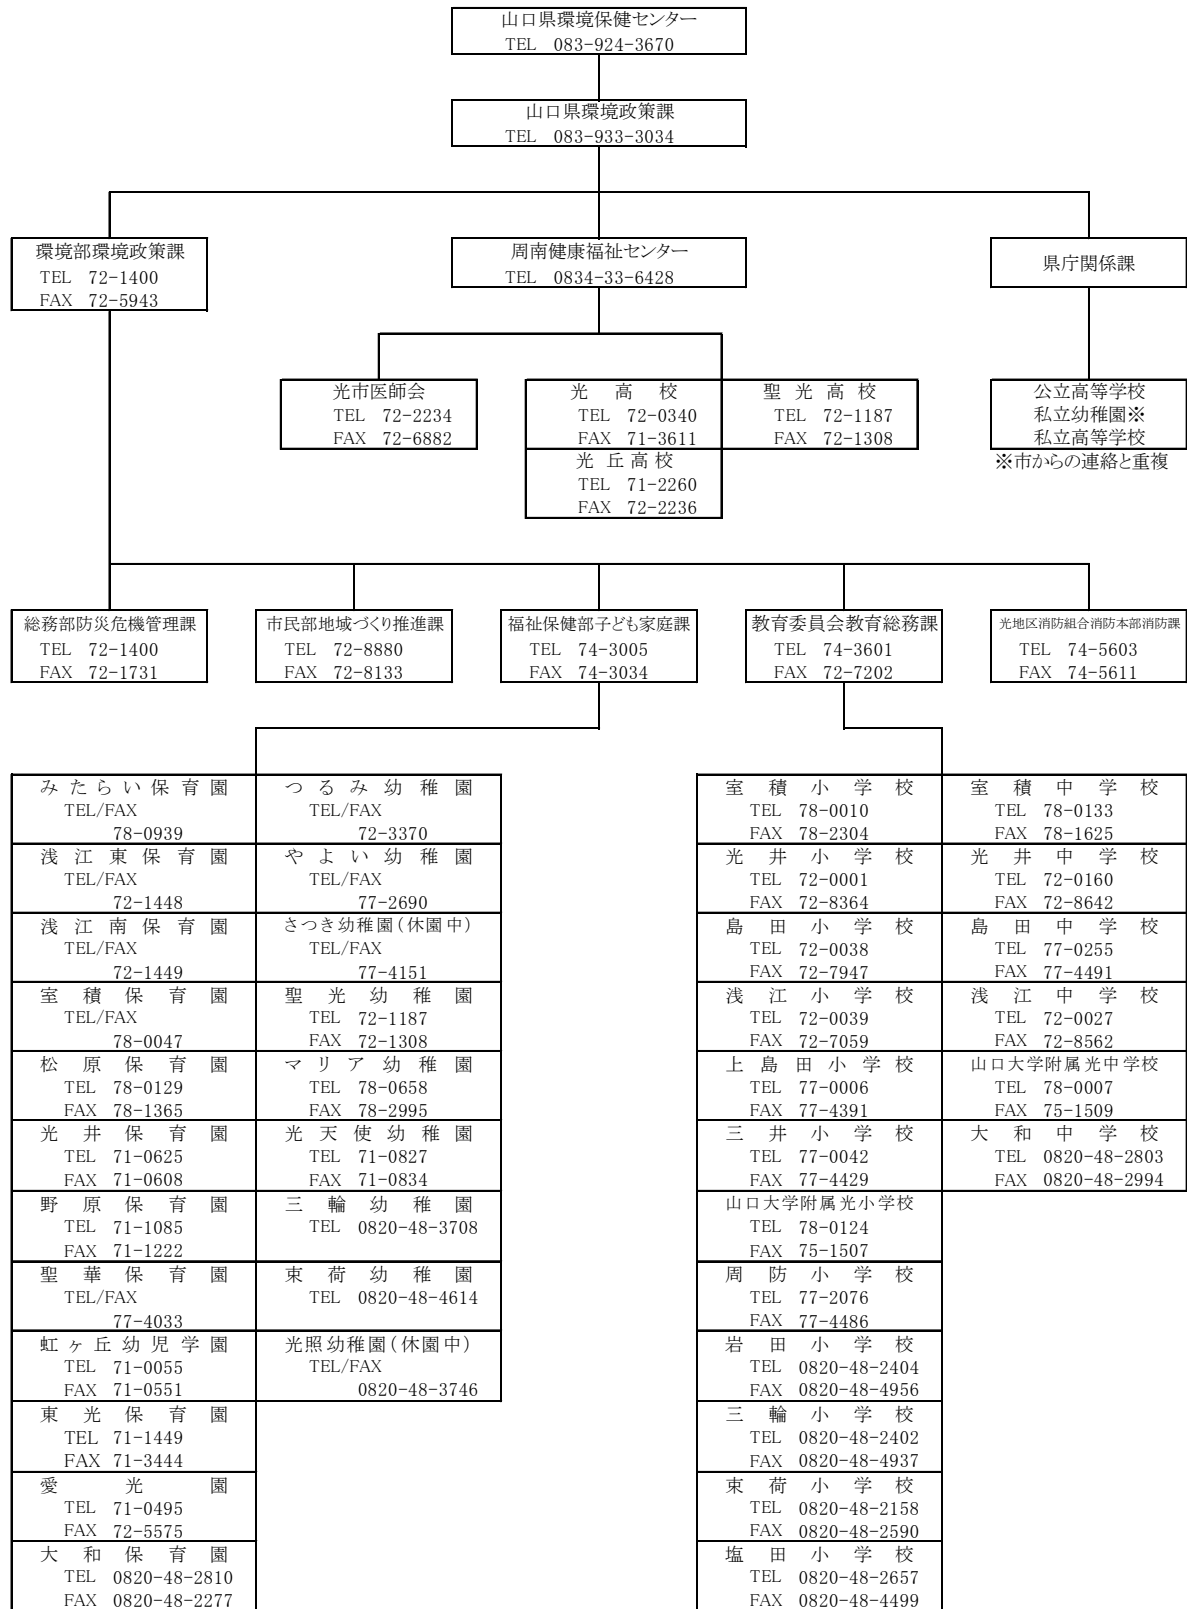 山口県環境保健センター
TEL 083-924-3670
山口県環境政策課
TEL 083-933-3034
環境部環境政策課
TEL 72-1400
FAX 72-5943
周南健康福祉センター
TEL 0834-33-6428
県庁関係課
光市医師会
TEL 72-2234
FAX 72-6882
光高校
TEL 72-0340
FAX 71-3611
聖光高校
TEL 72-1187
FAX 72-1308
光丘高校
TEL 71-2260
FAX 72-2236
公立高等学校
私立幼稚園※
私立高等学校
※市からの連絡と重複
総務部防災危機管理課
TEL 72-1400
FAX 72-1731
市民部地域づくり推進課
TEL 72-8880
FAX 72-8133
福祉保健部子ども家庭課
TEL 74-3005
FAX 74-3034
教育委員会教育総務課
TEL 74-3601
FAX 72-7202
光地区消防組合消防本部消防課
TEL 74-5603
FAX 74-5611
みたらい保育園
TEL/FAX
78-0939
浅江東保育園
TEL/FAX
72-1448
浅江南保育園
TEL/FAX
72-1449
室積保育園
TEL/FAX
78-0047
松原保育園
TEL 78-0129
FAX 78-1365
光井保育園
TEL 71-0625
FAX 71-0608
野原保育園
TEL 71-1085
FAX 71-1222
聖華保育園
TEL/FAX
77-4033
虹ヶ丘幼児学園
TEL 71-0055
FAX 71-0551
東光保育園
TEL 71-1449
FAX 71-3444
愛光園
TEL 71-0495
FAX 72-5575
大和保育園
TEL 0820-48-2810
FAX 0820-48-2277
つるみ幼稚園
TEL/FAX
72-3370
やよい幼稚園
TEL/FAX
77-2690
さつき幼稚園(休園中)
TEL/FAX
77-4151
聖光幼稚園
TEL 72-1187
FAX 72-1308
マリア幼稚園
TEL 78-0658
FAX 78-2995
光天使幼稚園
TEL 71-0827
FAX 71-0834
三輪幼稚園
TEL 0820-48-3708
束荷幼稚園
TEL 0820-48-4614
光照幼稚園(休園中)
TEL/FAX
0820-48-3746
室積小学校
TEL 78-0010
FAX 78-2304
光井小学校
TEL 72-0001
FAX 72-8364
島田小学校
TEL 72-0038
FAX 72-7947
浅江小学校
TEL 72-0039
FAX 72-7059
上島田小学校
TEL 77-0006
FAX 77-4391
三井小学校
TEL 77-0042
FAX 77-4429
山口大学附属光小学校
TEL 78-0124
FAX 75-1507
周防小学校
TEL 77-2076
FAX 77-4486
岩田小学校
TEL 0820-48-2404
FAX 0820-48-4956
三輪小学校
TEL 0820-48-2402
FAX 0820-48-4937
束荷小学校
TEL 0820-48-2158
FAX 0820-48-2590
塩田小学校
TEL 0820-48-2657
FAX 0820-48-4499
室積中学校
TEL 78-0133
FAX 78-1625
光井中学校
TEL 72-0160
FAX 72-8642
島田中学校
TEL 77-0255
FAX 77-4491
浅江中学校
TEL 72-0027
FAX 72-8562
山口大学附属光中学校
TEL 78-0007
FAX 75-1509
大和中学校
TEL 0820-48-2803
FAX 0820-48-2994